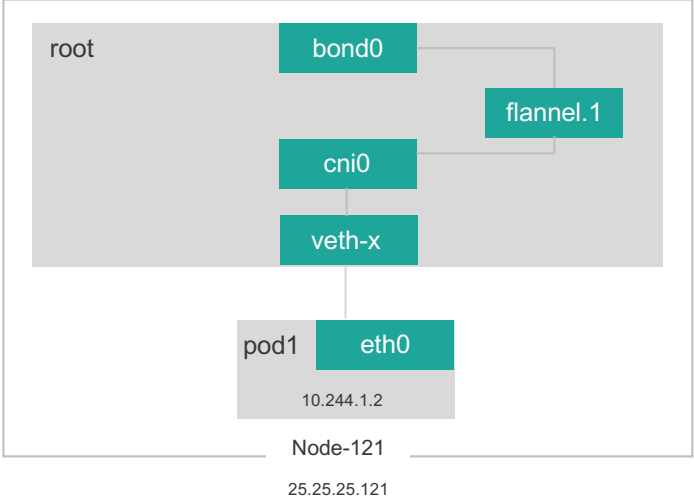 root
bond0
flannel.1
cni0
veth-x
pod1
eth0
10.244.1.2
Node-121
25.25.25.121